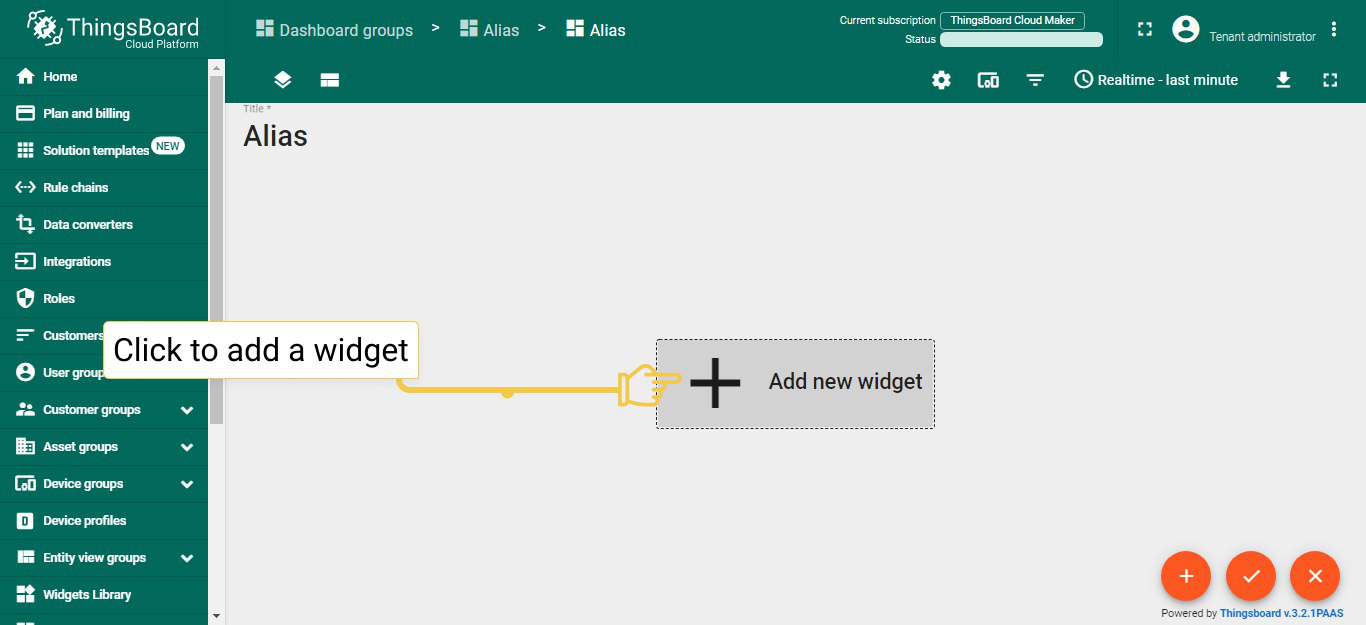 ThingsBoard
Cloud Platform
Dashboard groups > Alias > Alias
Current subscription ThingsBoard Cloud Maker
Status
Tenant administrator
Realtime - last minute
Home
Plan and billing
Solution templates NEW
Rule chains
Data converters
Integrations
Roles
Customers
User group
Customer groups
Asset groups
Device groups
D Device profiles
Entity view groups
Widgets Library
Title *
Alias
Click to add a widget
Add new widget
Powered by Thingsboard v.3.2.1PAAS